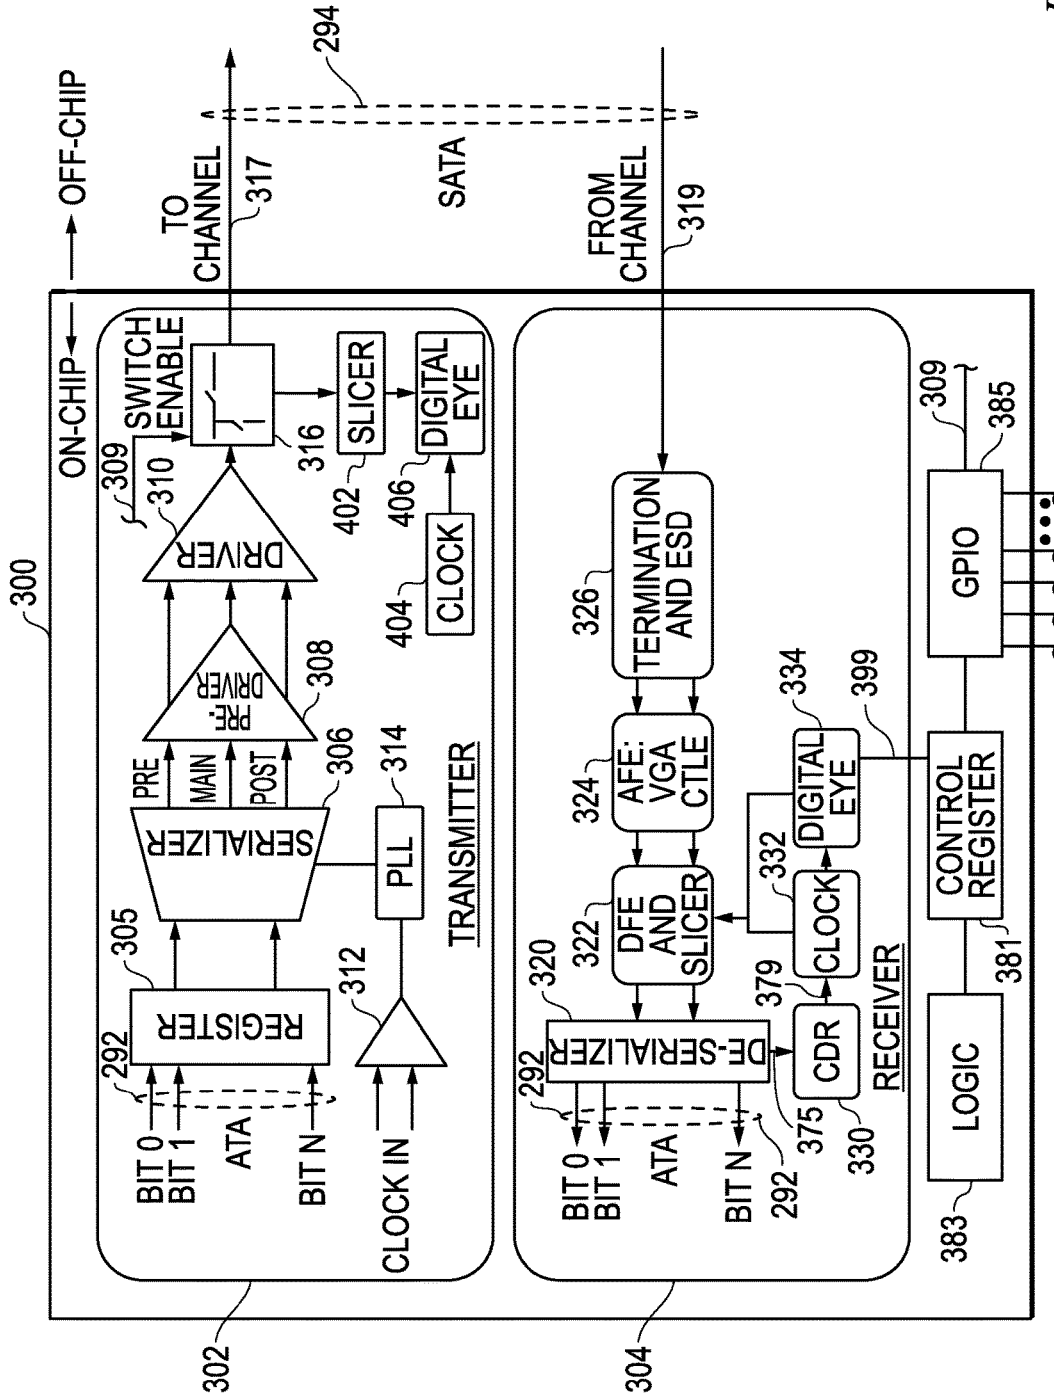 300
ON-CHIP
OFF-CHIP
302
BIT 0
BIT 1
ATA
BIT N
292
305
REGISTER
SERIALIZER
306
PRE
MAIN
POST
PRE-
DRIVER
308
DRIVER
310
309
SWITCH
ENABLE
316
TO
CHANNEL
317
CLOCK IN
312
PLL
314
TRANSMITTER
404
CLOCK
402
SLICER
406
DIGITAL
EYE
SATA
294
304
BIT 0
BIT 1
ATA
BIT N
292
292
320
DE-SERIALIZER
322
DFE
AND
SLICER
324
AFE:
VGA
CTLE
326
TERMINATION
AND ESD
FROM
CHANNEL
319
375
330
CDR
379
CLOCK
332
DIGITAL
EYE
334
399
RECEIVER
383
LOGIC
381
CONTROL
REGISTER
GPIO
385
309